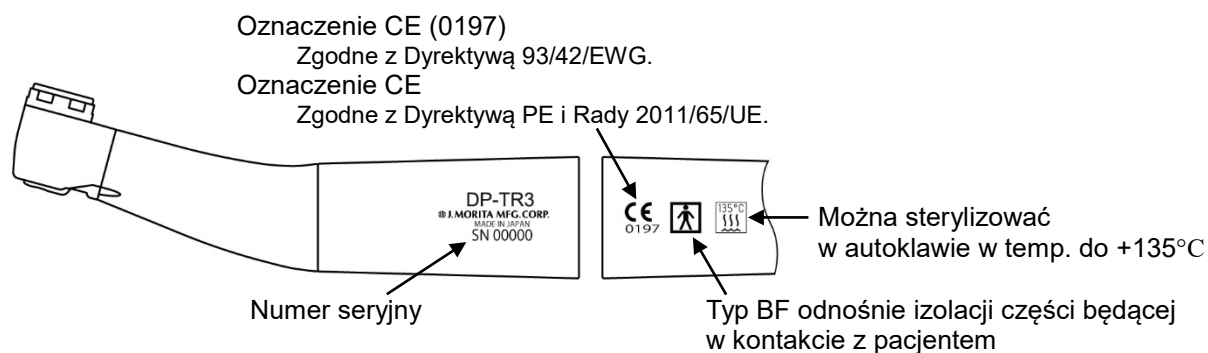 Oznaczenie CE (0197)
Zgodne z Dyrektywą 93/42/EWG.
Oznaczenie CE
Zgodne z Dyrektywą PE i Rady 2011/65/UE.
DP-TR3
J.MORITA MFG.CORP.
MADE IN JAPAN
SN 00000
CE
0197
135°C
Można sterylizować
w autoklawie w temp. do +135°C
Numer seryjny
Typ BF odnośnie izolacji części będącej
w kontakcie z pacjentem